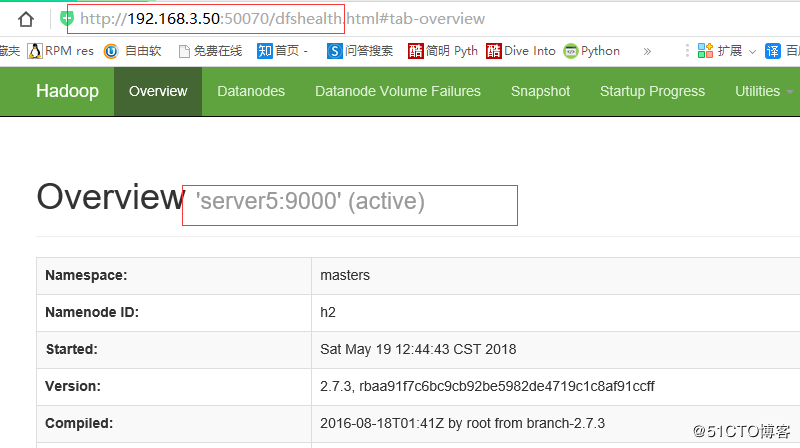 http://192.168.3.50:50070/dfshealth.html#tab-overview
藏夹 RPM res 自由软 免费在线 知 首页 - S 问答搜索 酷 简明 Pyth 酷 Dive Into Python » 扩展 译 百度
Hadoop Overview Datanodes Datanode Volume Failures Snapshot Startup Progress Utilities
Overview 'server5:9000' (active)
Namespace: masters
Namenode ID: h2
Started: Sat May 19 12:44:43 CST 2018
Version: 2.7.3, rbaa91f7c6bc9cb92be5982de4719c1c8af91ccff
Compiled: 2016-08-18T01:41Z by root from branch-2.7.3
@51CTO博客